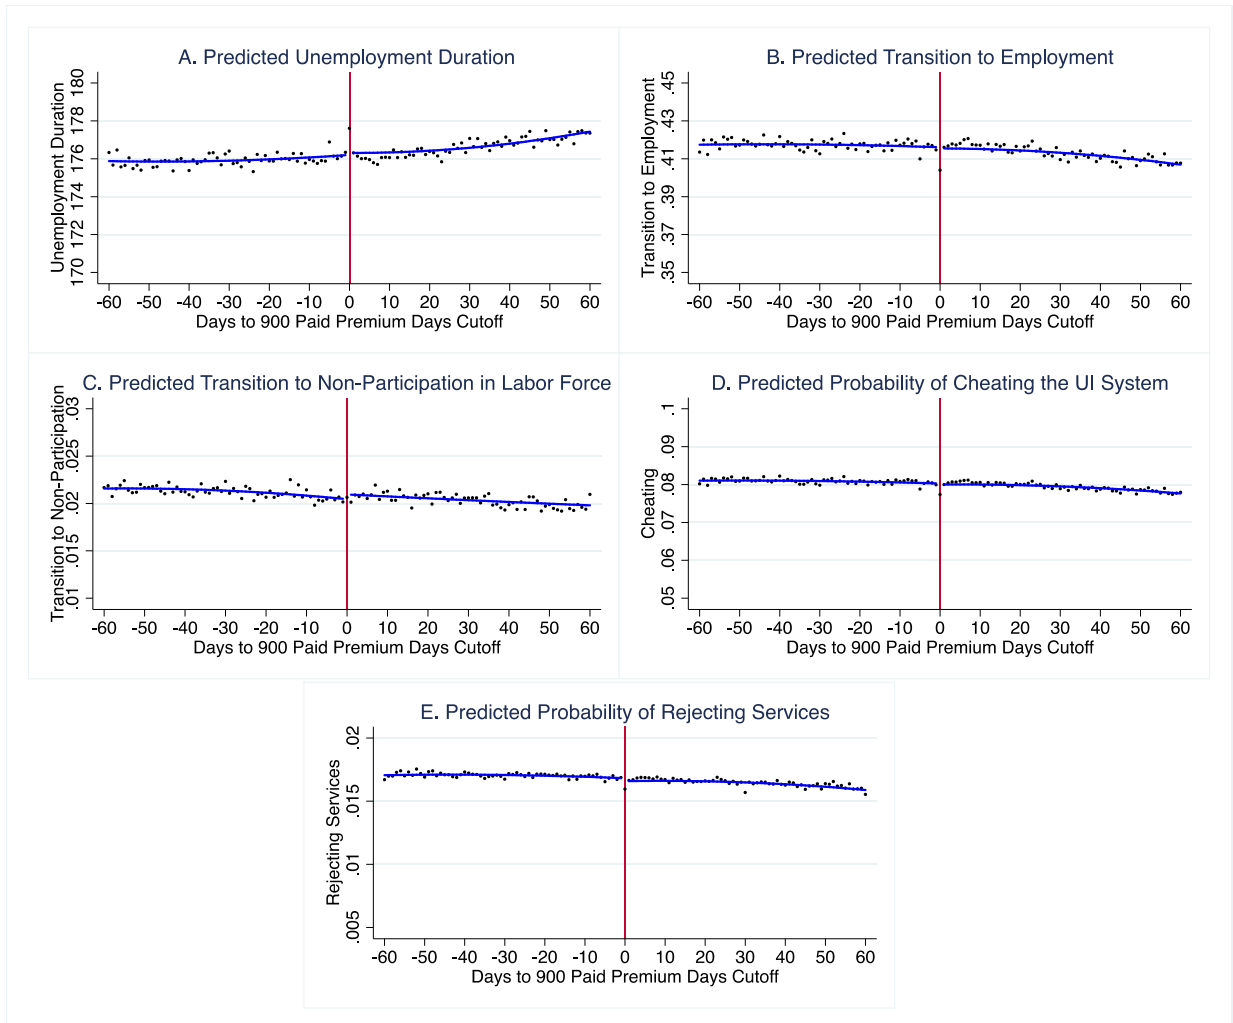 A. Predicted Unemployment Duration
Unemployment Duration
180
178
176
174
172
170
-60 -50 -40 -30 -20 -10 0 10 20 30 40 50 60
Days to 900 Paid Premium Days Cutoff
B. Predicted Transition to Employment
Transition to Employment
.45
.43
.41
.39
.37
.35
-60 -50 -40 -30 -20 -10 0 10 20 30 40 50 60
Days to 900 Paid Premium Days Cutoff
C. Predicted Transition to Non-Participation in Labor Force
Transition to Non-Participation
.03
.025
.02
.015
.01
-60 -50 -40 -30 -20 -10 0 10 20 30 40 50 60
Days to 900 Paid Premium Days Cutoff
D. Predicted Probability of Cheating the UI System
Cheating
.1
.09
.08
.07
.06
.05
-60 -50 -40 -30 -20 -10 0 10 20 30 40 50 60
Days to 900 Paid Premium Days Cutoff
E. Predicted Probability of Rejecting Services
Rejecting Services
.02
.015
.01
.005
-60 -50 -40 -30 -20 -10 0 10 20 30 40 50 60
Days to 900 Paid Premium Days Cutoff